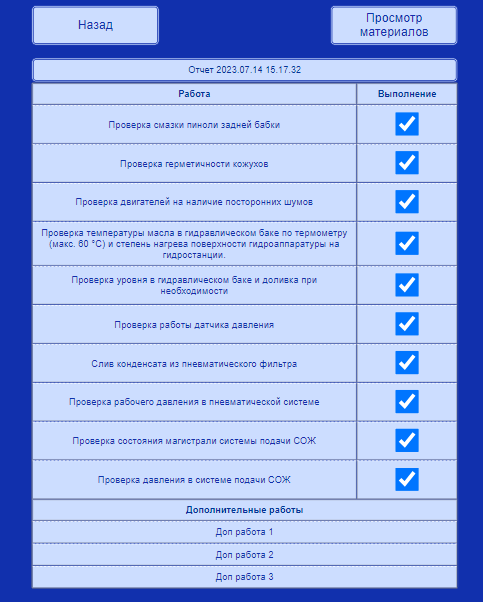 Назад
Просмотр
материалов
Отчет 2023.07.14 15.17.32
Работа
Выполнение
Проверка смазки пиноли задней бабки
Проверка герметичности кожухов
Проверка двигателей на наличие посторонних шумов
Проверка температуры масла в гидравлическом баке по термометру
(макс. 60 °C) и степень нагрева поверхности гидроаппаратуры на
гидростанции.
Проверка уровня в гидравлическом баке и доливка при
необходимости
Проверка работы датчика давления
Слив конденсата из пневматического фильтра
Проверка рабочего давления в пневматической системе
Проверка состояния магистрали системы подачи СОЖ
Проверка давления в системе подачи СОЖ
Дополнительные работы
Доп работа 1
Доп работа 2
Доп работа 3